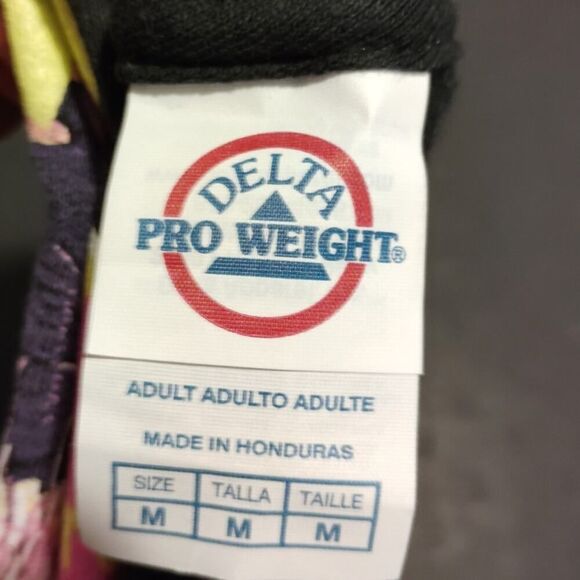 DELTA
PRO WEIGHT®
ADULT ADULTO ADULTE
MADE IN HONDURAS
SIZE TALLA TAILLE
M M M